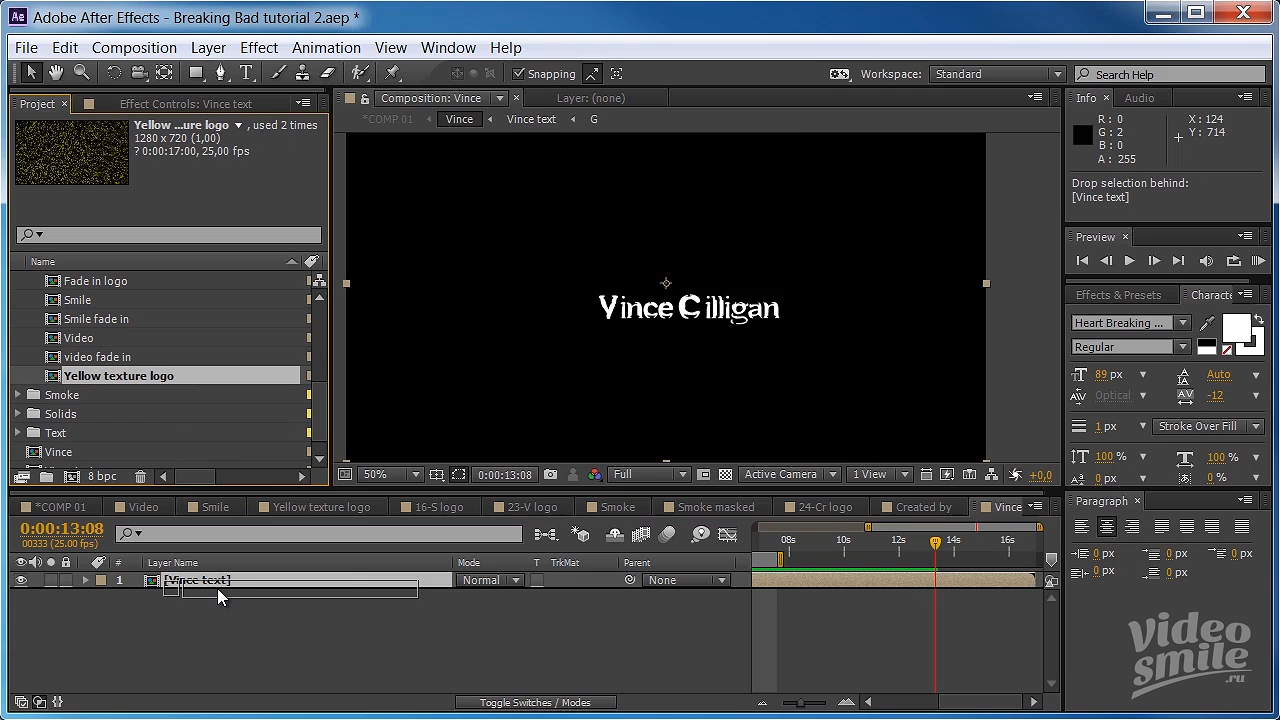 Ae Adobe After Effects - Breaking Bad tutorial 2.aep *
File Edit Composition Layer Effect Animation View Window Help
Snapping Workspace: Standard Search Help
Project × Effect Controls: Vince text
Composition: Vince × Layer: (none)
Info × Audio
Yellow ...ure logo , used 2 times
1280 x 720 (1,00)
? 0:00:17:00, 25,00 fps
*COMP 01 Vince Vince text G
R : 0 X : 124
G : 2 Y : 714
B : 0
A : 255
Drop selection behind:
[Vince text]
Preview ×
Name
Fade in logo
Smile
Smile fade in
Video
video fade in
Yellow texture logo
Smoke
Solids
Text
Vince
8 bpc
Vince Cilligan
Effects & Presets Characte
Heart Breaking ...
Regular
89 px Auto
Optical -12
1 px Stroke Over Fill
100 % 100 %
0 px 0 %
50% 0:00:13:08 Full Active Camera 1 View +0,0
*COMP 01 Video Smile Yellow texture logo 16-S logo 23-V logo Smoke Smoke masked 24-Cr logo Created by Vince
Paragraph ×
0 px 0 px 0 px
0 px 0 px
0:00:13:08
00333 (25.00 fps)
08s 10s 12s 14s 16s
# Layer Name Mode T TrkMat Parent
1 [Vince text] Normal None
Toggle Switches / Modes
video
smile
.ru